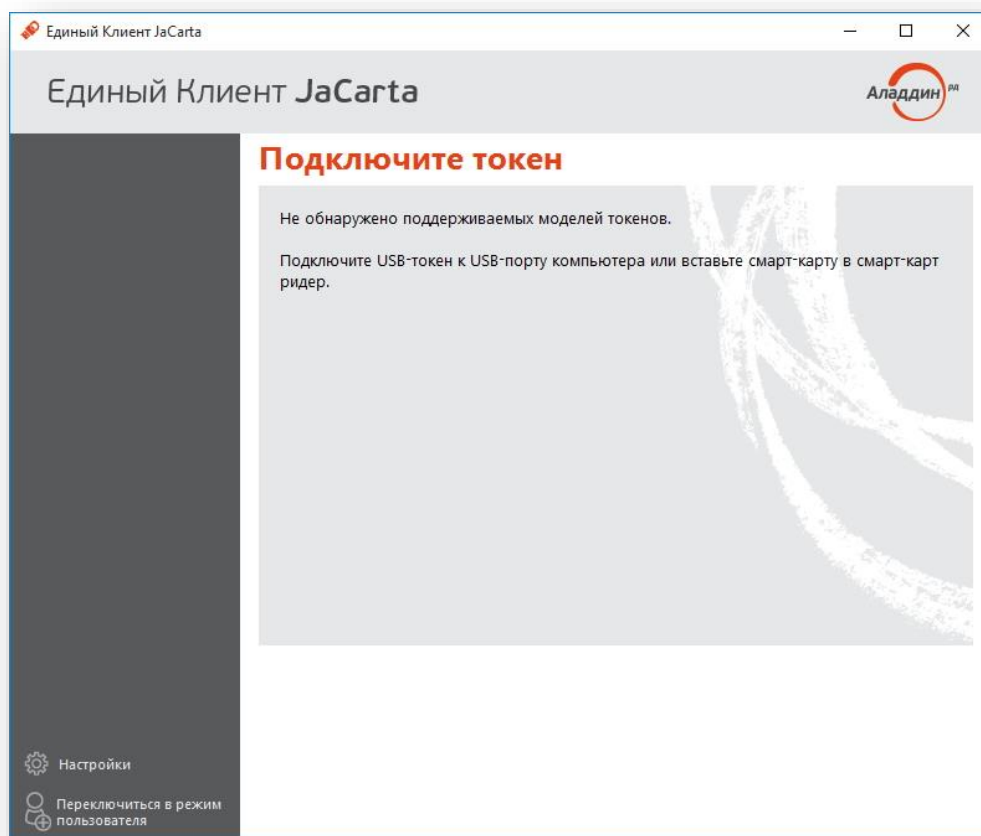 Единый Клиент JaCarta
Единый Клиент JaCarta
Аладдин РД
Подключите токен
Не обнаружено поддерживаемых моделей токенов.
Подключите USB-токен к USB-порту компьютера или вставьте смарт-карту в смарт-карт
ридер.
Настройки
Переключиться в режим
пользователя